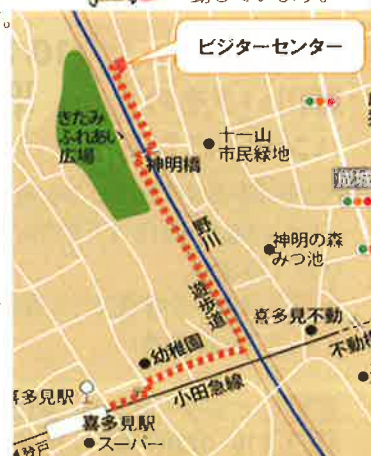 ビジターセンター
きたみ
ふれあい
広場
十一山
市民緑地
神明橋
成城
野川
神明の森
みつ池
遊歩道
喜多見不動
幼稚園
不動橋
小田急線
喜多見駅
喜多見駅
スーパー